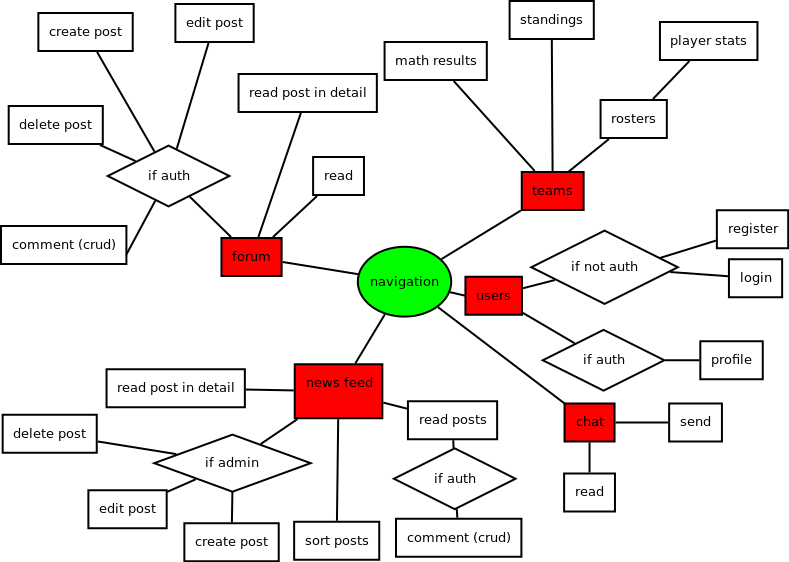 edit post
create post
standings
player stats
math results
read post in detail
rosters
delete post
if auth
read
teams
register
comment (crud)
forum
if not auth
login
navigation
users
if auth
profile
news feed
read post in detail
read posts
chat
send
delete post
if admin
if auth
read
edit post
create post
sort posts
comment (crud)